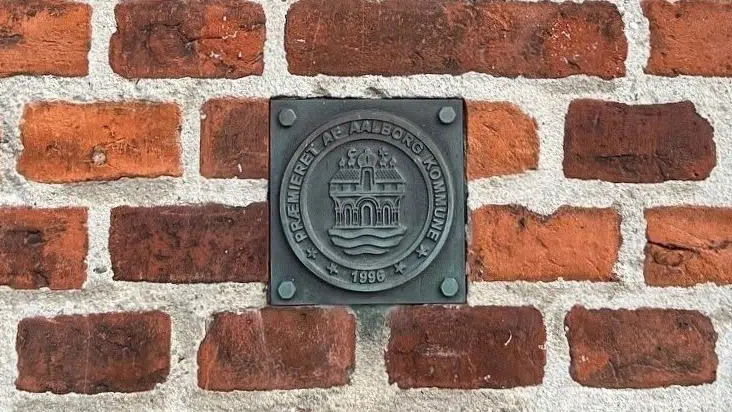 PRÆMIERET AF AALBORG KOMMUNE
1996